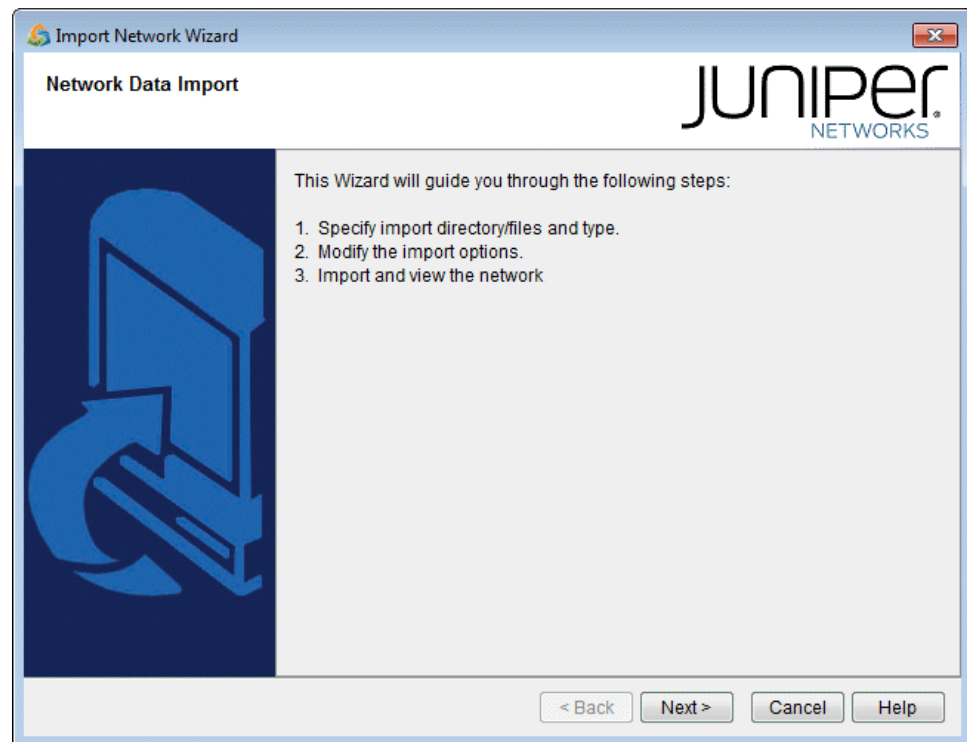 Import Network Wizard
Network Data Import
JUNIPER
NETWORKS
This Wizard will guide you through the following steps:
1. Specify import directory/files and type.
2. Modify the import options.
3. Import and view the network
< Back Next > Cancel Help